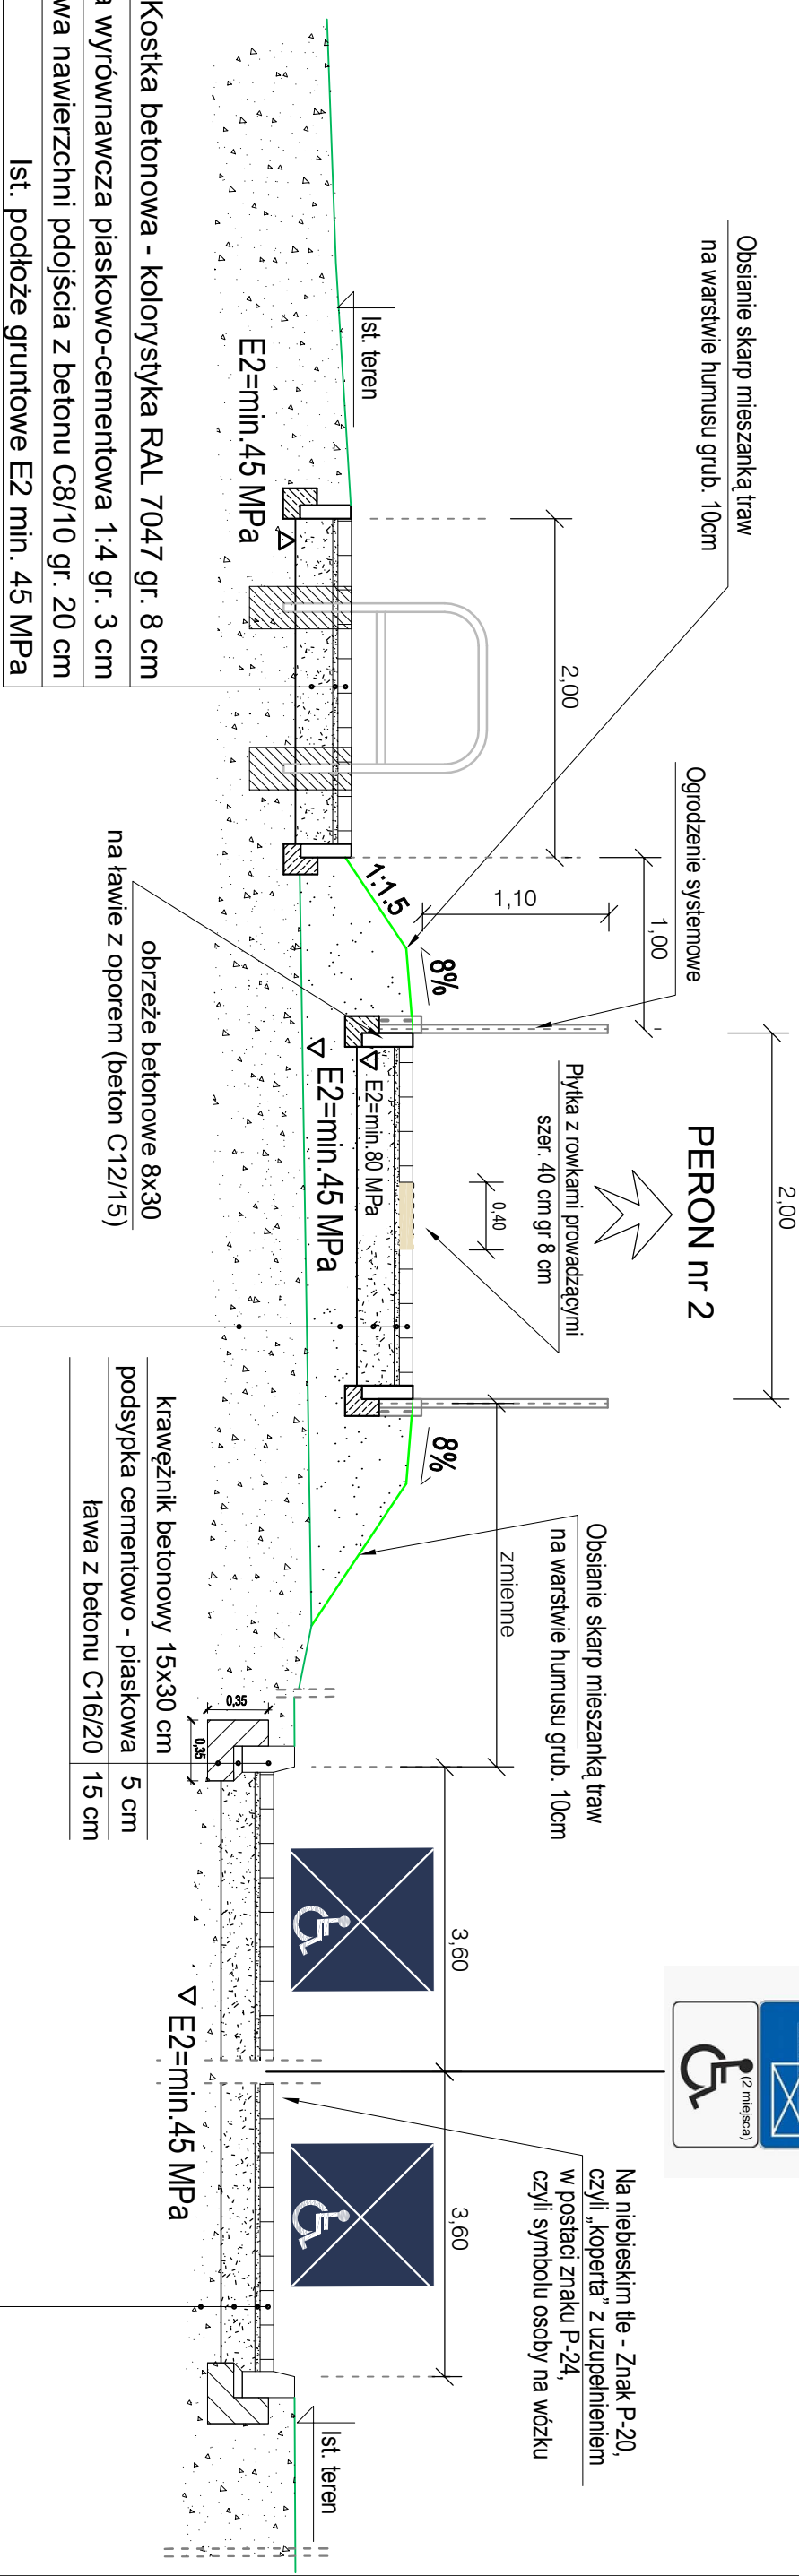 Obsianie skarp mieszanką traw
na warstwie humusu grub. 10cm
Ist. teren
E2=min.45 MPa
2,00
Kostka betonowa - kolorystyka RAL 7047 gr. 8 cm
wyrównawcza piaskowo-cementowa 1:4 gr. 3 cm
nawierzchni pdojścia z betonu C8/10 gr. 20 cm
Ist. podłoże gruntowe E2 min. 45 MPa
Ogrodzenie systemowe
1,00
1,10
1:1.5
8%
obrzeże betonowe 8x30
na ławie z oporem (beton C12/15)
2,00
PERON nr 2
Płytka z rowkami prowadzącymi
szer. 40 cm gr 8 cm
0,40
E2=min.80 MPa
E2=min.45 MPa
8%
Obsianie skarp mieszanką traw
na warstwie humusu grub. 10cm
zmienne
krawężnik betonowy 15x30 cm
podsypka cementowo - piaskowa 5 cm
ława z betonu C16/20 15 cm
0,35
0,35
3,60
3,60
(2 miejsca)
Na niebieskim tle - Znak P-20,
czyli „koperta” z uzupełnieniem
w postaci znaku P-24,
czyli symbolu osoby na wózku
E2=min.45 MPa
Ist. teren